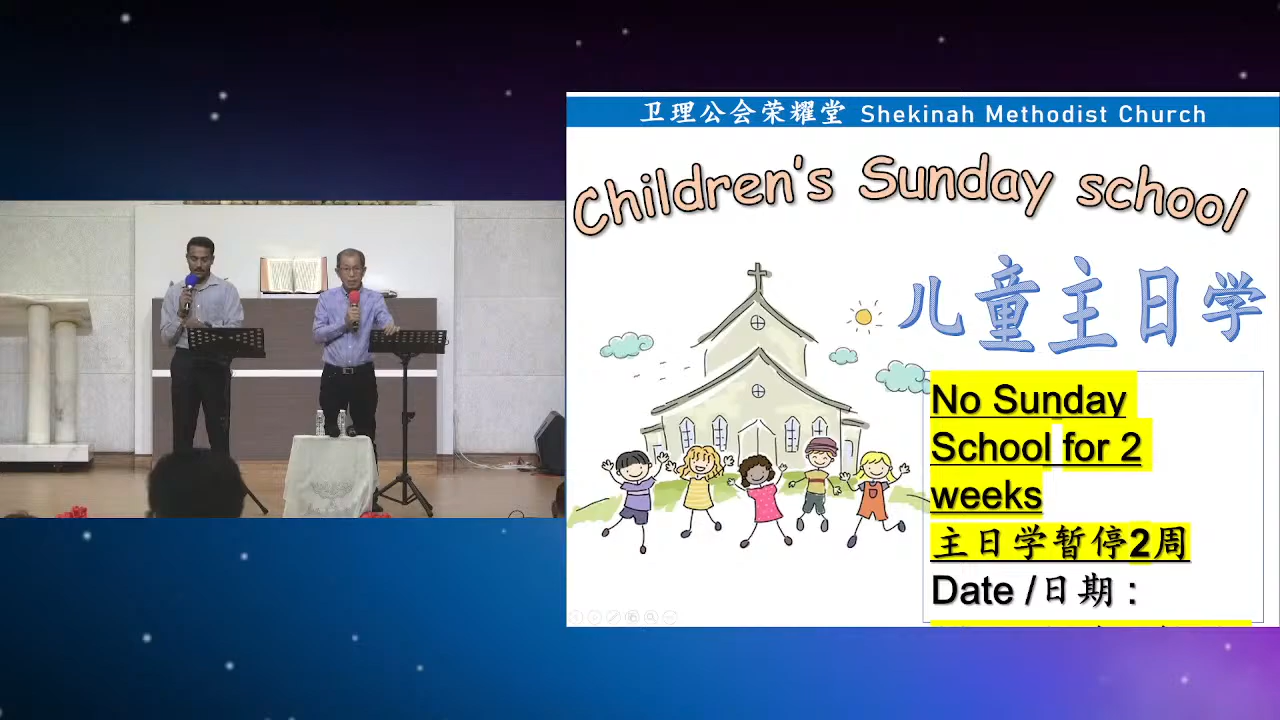 卫理公会荣耀堂 Shekinah Methodist Church
Children's Sunday school
儿童主日学
No Sunday
School for 2
weeks
主日学暂停2周
Date /日期 :